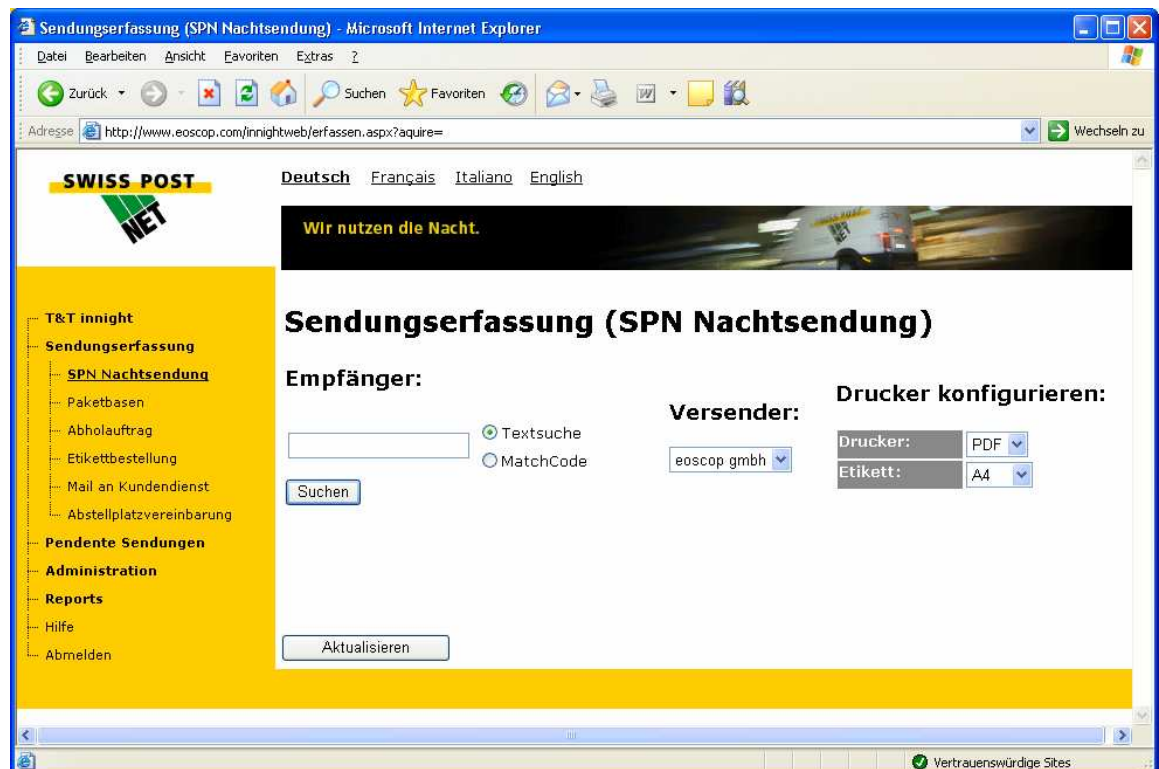 Sendungserfassung (SPN Nachtsendung) - Microsoft Internet Explorer
Datei Bearbeiten Ansicht Favoriten Extras ?
Zurück Suchen Favoriten
Adresse http://www.eoscop.com/innightweb/erfassen.aspx?aquire= Wechseln zu
SWISS POST
NET
Deutsch Français Italiano English
Wir nutzen die Nacht.
SWISS POST
NET
T&T innight
Sendungserfassung
SPN Nachtsendung
Paketbasen
Abholauftrag
Etikettbestellung
Mail an Kundendienst
Abstellplatzvereinbarung
Pendente Sendungen
Administration
Reports
Hilfe
Abmelden
Sendungserfassung (SPN Nachtsendung)
Empfänger:
Textsuche
MatchCode
Suchen
Versender:
eoscop gmbh
Drucker konfigurieren:
Drucker: PDF
Etikett: A4
Aktualisieren
Vertrauenswürdige Sites